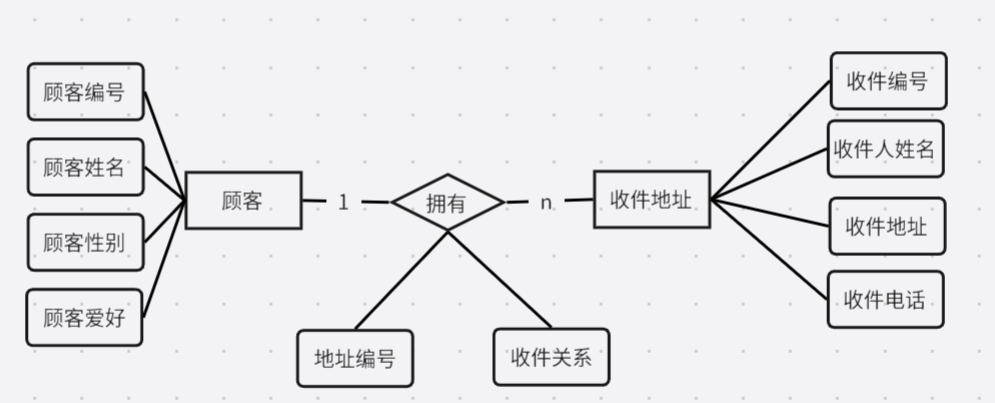 顾客编号
顾客姓名
顾客性别
顾客爱好
顾客
1
拥有
n
收件地址
地址编号
收件关系
收件编号
收件人姓名
收件地址
收件电话